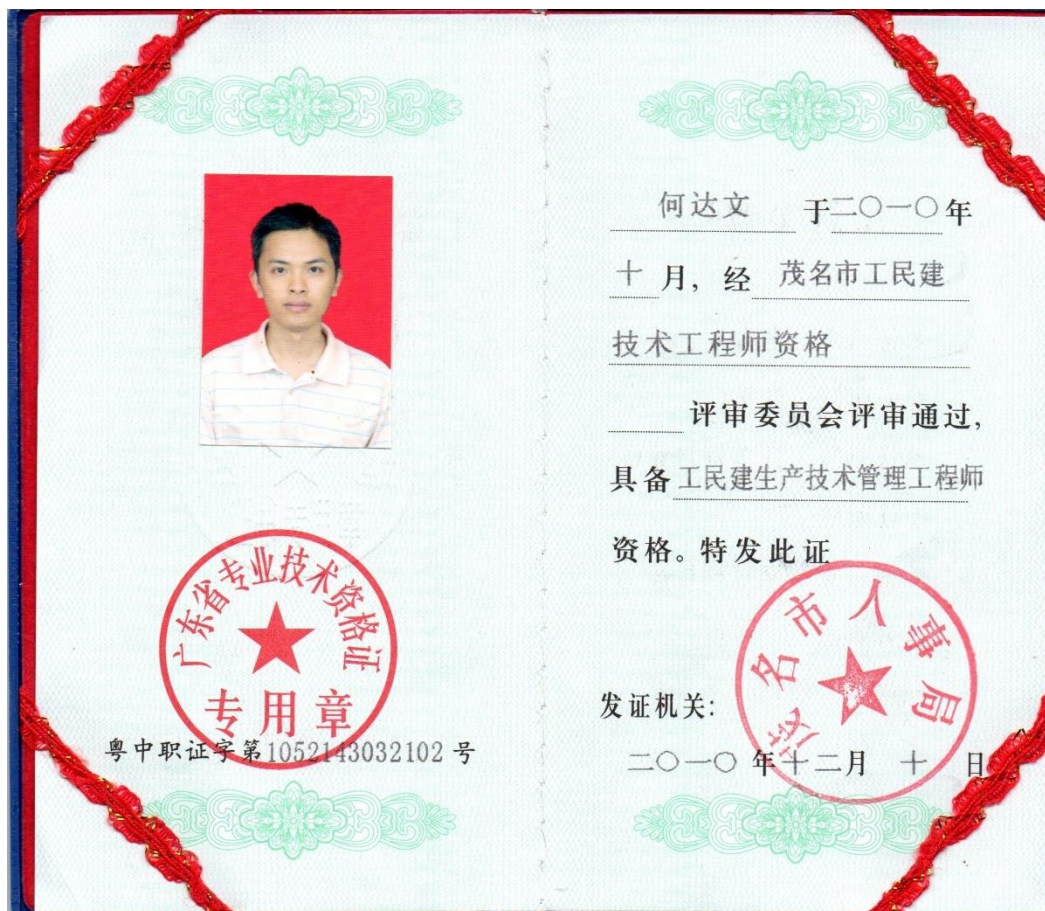 广东省专业技术资格证
专用章
粤中职证字第1052143032102号
何达文 于二〇一〇年
十月，经 茂名市工民建
技术工程师资格
评审委员会评审通过，
具备工民建生产技术管理工程师
资格。特发此证
茂名市人事局
发证机关：
二〇一〇年十二月 十 日